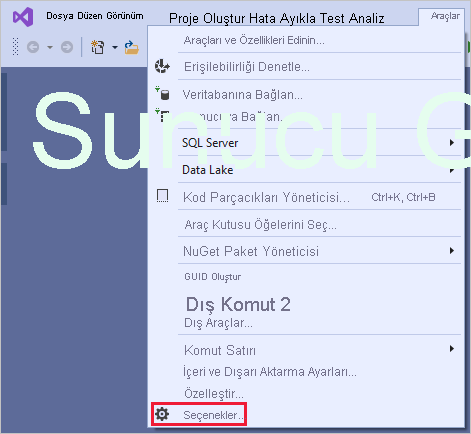 Dosya Düzen Görünüm Proje Oluştur Hata Ayıkla Test Analiz Araçlar
Araçları ve Özellikleri Edinin...
Erişilebilirliği Denetle...
Veritabanına Bağlan...
Sunucuya Bağlan...
Sunucu G
SQL Server
Data Lake
Kod Parçacıkları Yöneticisi... Ctrl+K, Ctrl+B
Araç Kutusu Öğelerini Seç...
NuGet Paket Yöneticisi
GUID Oluştur
Dış Komut 2
Dış Araçlar...
Komut Satırı
İçeri ve Dışarı Aktarma Ayarları...
Özelleştir...
Seçenekler...